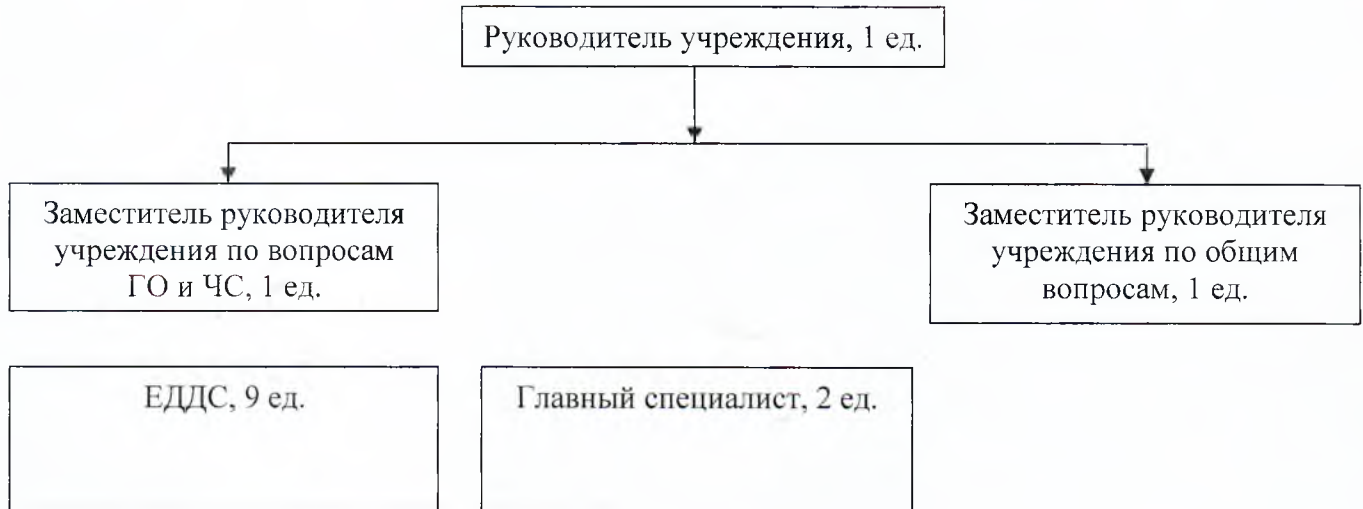 Руководитель учреждения, 1 ед.
Заместитель руководителя
учреждения по вопросам
ГО и ЧС, 1 ед.
Заместитель руководителя
учреждения по общим
вопросам, 1 ед.
ЕДДС, 9 ед.
Главный специалист, 2 ед.